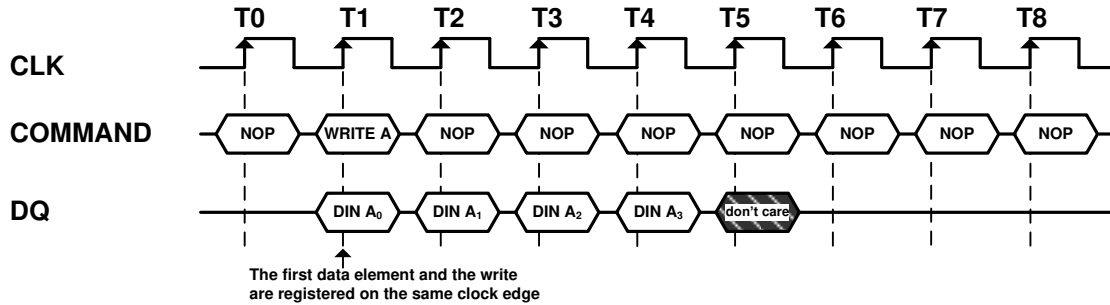 T0 T1 T2 T3 T4 T5 T6 T7 T8
CLK
COMMAND NOP WRITE A NOP NOP NOP NOP NOP NOP NOP
DQ DIN A₀ DIN A₁ DIN A₂ DIN A₃ don't care
The first data element and the write
are registered on the same clock edge